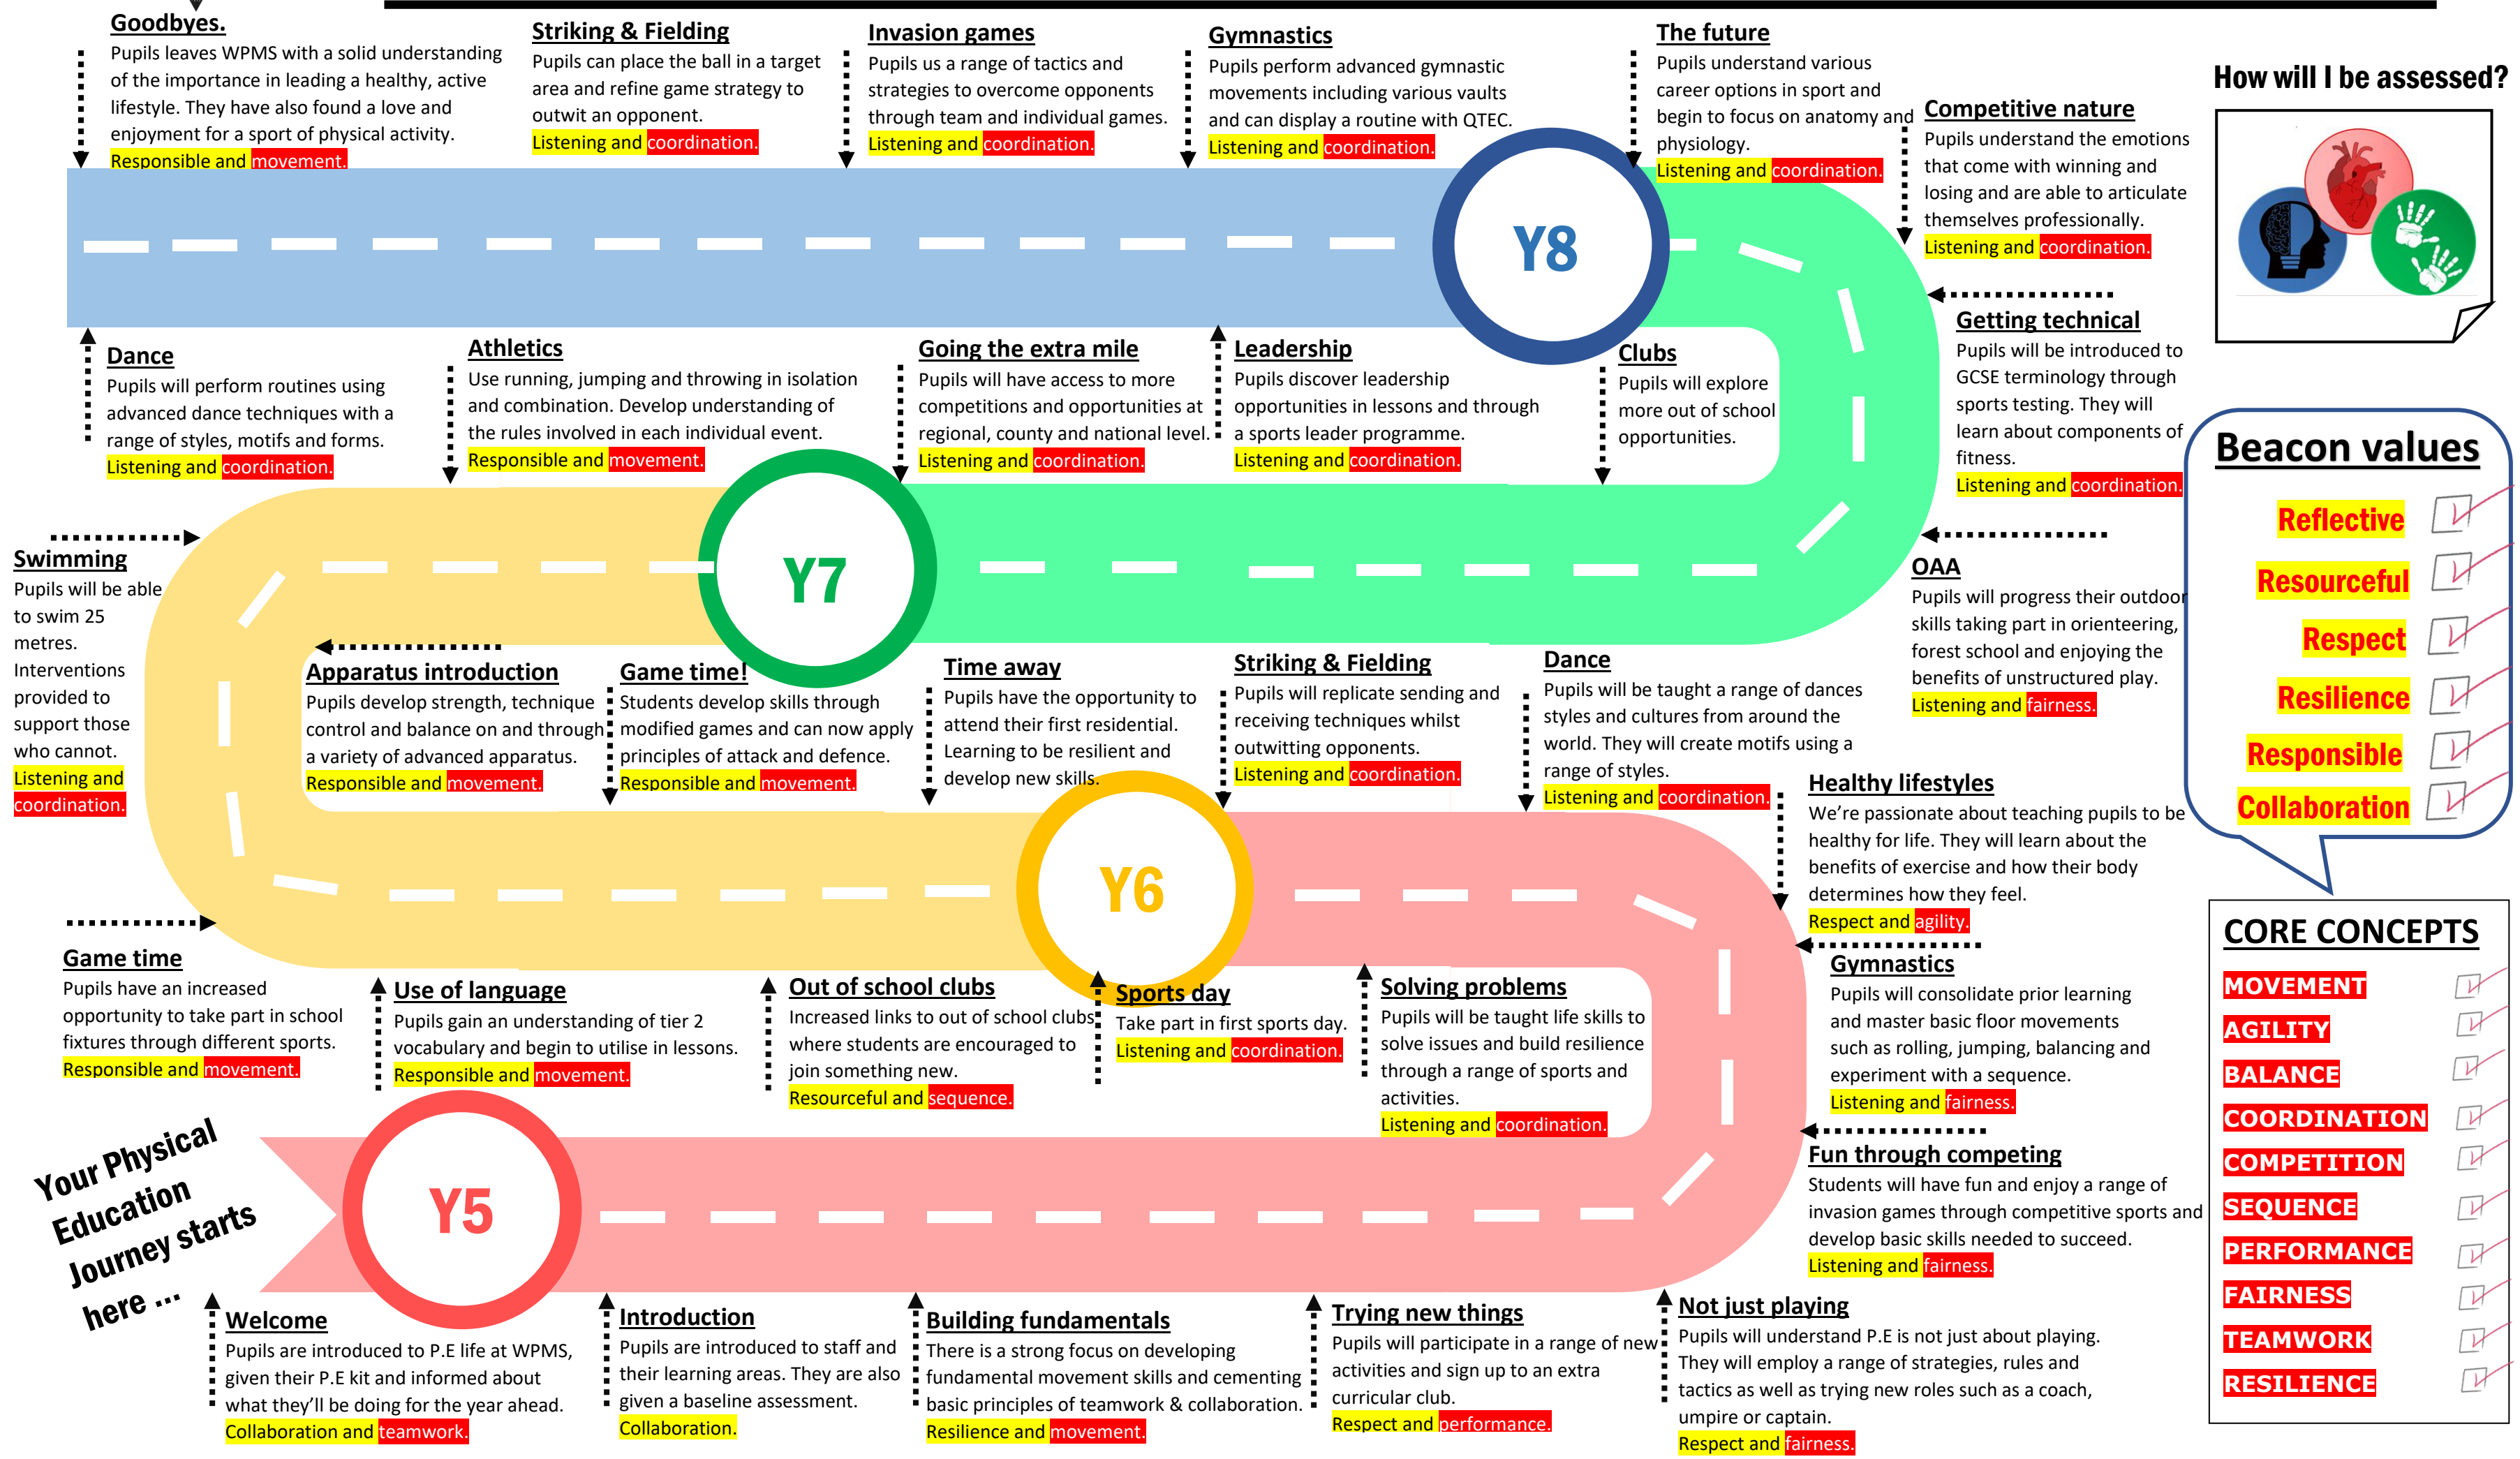 Goodbyes.
Pupils leaves WPMS with a solid understanding
of the importance in leading a healthy, active
lifestyle. They have also found a love and
enjoyment for a sport of physical activity.
Responsible and movement.
Striking & Fielding
Pupils can place the ball in a target
area and refine game strategy to
outwit an opponent.
Listening and coordination.
Invasion games
Pupils us a range of tactics and
strategies to overcome opponents
through team and individual games.
Listening and coordination.
Gymnastics
Pupils perform advanced gymnastic
movements including various vaults
and can display a routine with QTEC.
Listening and coordination.
The future
Pupils understand various
career options in sport and
begin to focus on anatomy and
physiology.
Listening and coordination.
Competitive nature
Pupils understand the emotions
that come with winning and
losing and are able to articulate
themselves professionally.
Listening and coordination.
How will I be assessed?
Y8
Dance
Pupils will perform routines using
advanced dance techniques with a
range of styles, motifs and forms.
Listening and coordination.
Athletics
Use running, jumping and throwing in isolation
and combination. Develop understanding of
the rules involved in each individual event.
Responsible and movement.
Going the extra mile
Pupils will have access to more
competitions and opportunities at
regional, county and national level.
Listening and coordination.
Leadership
Pupils discover leadership
opportunities in lessons and through
a sports leader programme.
Listening and coordination.
Clubs
Pupils will explore
more out of school
opportunities.
Getting technical
Pupils will be introduced to
GCSE terminology through
sports testing. They will
learn about components of
fitness.
Listening and coordination.
Beacon values
Reflective
Resourceful
Respect
Resilience
Responsible
Collaboration
Swimming
Pupils will be able
to swim 25
metres.
Interventions
provided to
support those
who cannot.
Listening and
coordination.
Y7
OAA
Pupils will progress their outdoor
skills taking part in orienteering,
forest school and enjoying the
benefits of unstructured play.
Listening and fairness.
Apparatus introduction
Pupils develop strength, technique
control and balance on and through
a variety of advanced apparatus.
Responsible and movement.
Game time!
Students develop skills through
modified games and can now apply
principles of attack and defence.
Responsible and movement.
Time away
Pupils have the opportunity to
attend their first residential.
Learning to be resilient and
develop new skills.
Striking & Fielding
Pupils will replicate sending and
receiving techniques whilst
outwitting opponents.
Listening and coordination.
Dance
Pupils will be taught a range of dances
styles and cultures from around the
world. They will create motifs using a
range of styles.
Listening and coordination.
Healthy lifestyles
We're passionate about teaching pupils to be
healthy for life. They will learn about the
benefits of exercise and how their body
determines how they feel.
Respect and agility.
Y6
Game time
Pupils have an increased
opportunity to take part in school
fixtures through different sports.
Responsible and movement.
Use of language
Pupils gain an understanding of tier 2
vocabulary and begin to utilise in lessons.
Responsible and movement.
Out of school clubs
Increased links to out of school clubs
where students are encouraged to
join something new.
Resourceful and sequence.
Sports day
Take part in first sports day.
Listening and coordination.
Solving problems
Pupils will be taught life skills to
solve issues and build resilience
through a range of sports and
activities.
Listening and coordination.
Gymnastics
Pupils will consolidate prior learning
and master basic floor movements
such as rolling, jumping, balancing and
experiment with a sequence.
Listening and fairness.
CORE CONCEPTS
MOVEMENT
AGILITY
BALANCE
COORDINATION
COMPETITION
SEQUENCE
PERFORMANCE
FAIRNESS
TEAMWORK
RESILIENCE
Your Physical
Education
Journey starts
here ...
Y5
Fun through competing
Students will have fun and enjoy a range of
invasion games through competitive sports and
develop basic skills needed to succeed.
Listening and fairness.
Welcome
Pupils are introduced to P.E life at WPMS,
given their P.E kit and informed about
what they'll be doing for the year ahead.
Collaboration and teamwork.
Introduction
Pupils are introduced to staff and
their learning areas. They are also
given a baseline assessment.
Collaboration.
Building fundamentals
There is a strong focus on developing
fundamental movement skills and cementing
basic principles of teamwork & collaboration.
Resilience and movement.
Trying new things
Pupils will participate in a range of new
activities and sign up to an extra
curricular club.
Respect and performance.
Not just playing
Pupils will understand P.E is not just about playing.
They will employ a range of strategies, rules and
tactics as well as trying new roles such as a coach,
umpire or captain.
Respect and fairness.